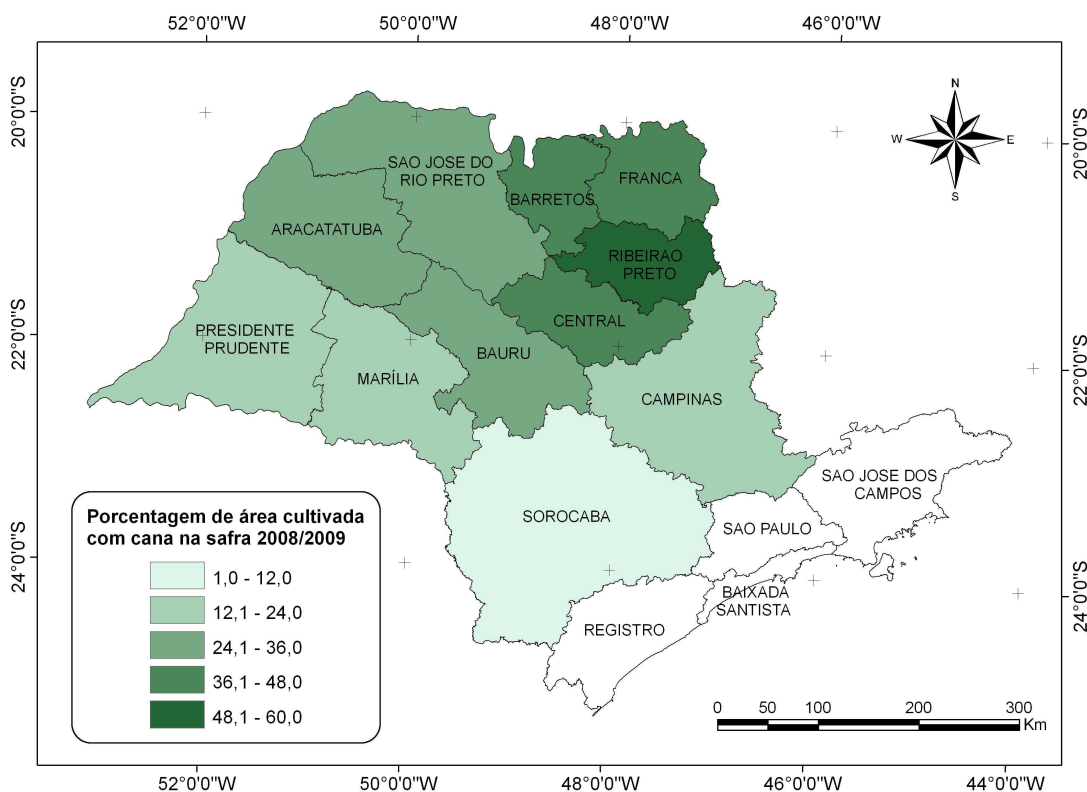 52°0'0"W 50°0'0"W 48°0'0"W 46°0'0"W
20°0'0"S
20°0'0"S
N
W E
S
SAO JOSE DO
RIO PRETO
BARRETOS
FRANCA
ARACATATUBA
RIBEIRAO
PRETO
PRESIDENTE
PRUDENTE
CENTRAL
BAURU
MARÍLIA
CAMPINAS
22°0'0"S
22°0'0"S
SAO JOSE DOS
CAMPOS
SOROCABA
SAO PAULO
BAIXADA
SANTISTA
REGISTRO
24°0'0"S
24°0'0"S
Porcentagem de área cultivada
com cana na safra 2008/2009
1,0 - 12,0
12,1 - 24,0
24,1 - 36,0
36,1 - 48,0
48,1 - 60,0
0 50 100 200 300
Km
52°0'0"W 50°0'0"W 48°0'0"W 46°0'0"W 44°0'0"W